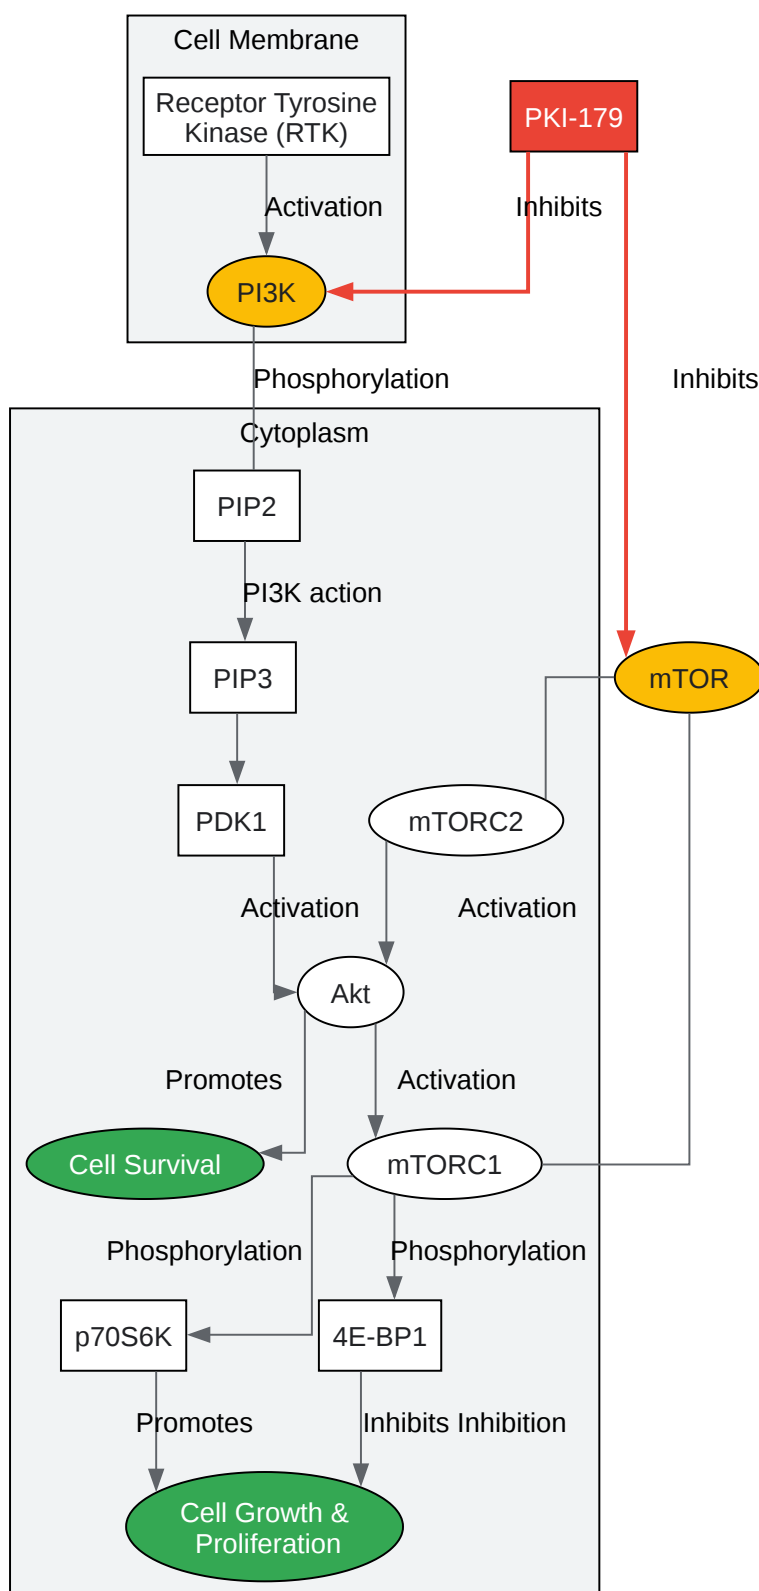 Cell Membrane
Receptor Tyrosine
Kinase (RTK)
PKI-179
Activation
Inhibits
PI3K
Phosphorylation
Inhibits
Cytoplasm
PIP2
PI3K action
PIP3
mTOR
PDK1
mTORC2
Activation
Activation
Akt
Promotes
Activation
Cell Survival
mTORC1
Phosphorylation
Phosphorylation
p70S6K
4E-BP1
Promotes
Inhibits Inhibition
Cell Growth &
Proliferation